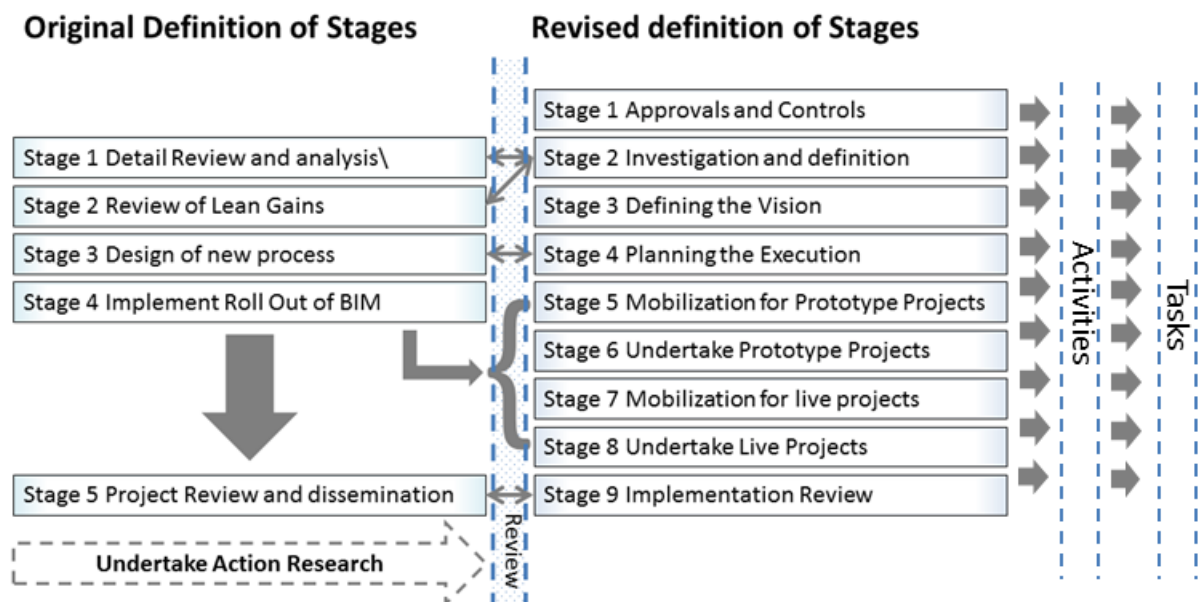 Original Definition of Stages
Revised definition of Stages
Stage 1 Detail Review and analysis\
Stage 2 Review of Lean Gains
Stage 3 Design of new process
Stage 4 Implement Roll Out of BIM
Stage 5 Project Review and dissemination
Undertake Action Research
Review
Stage 1 Approvals and Controls
Stage 2 Investigation and definition
Stage 3 Defining the Vision
Stage 4 Planning the Execution
Stage 5 Mobilization for Prototype Projects
Stage 6 Undertake Prototype Projects
Stage 7 Mobilization for live projects
Stage 8 Undertake Live Projects
Stage 9 Implementation Review
Activities
Tasks